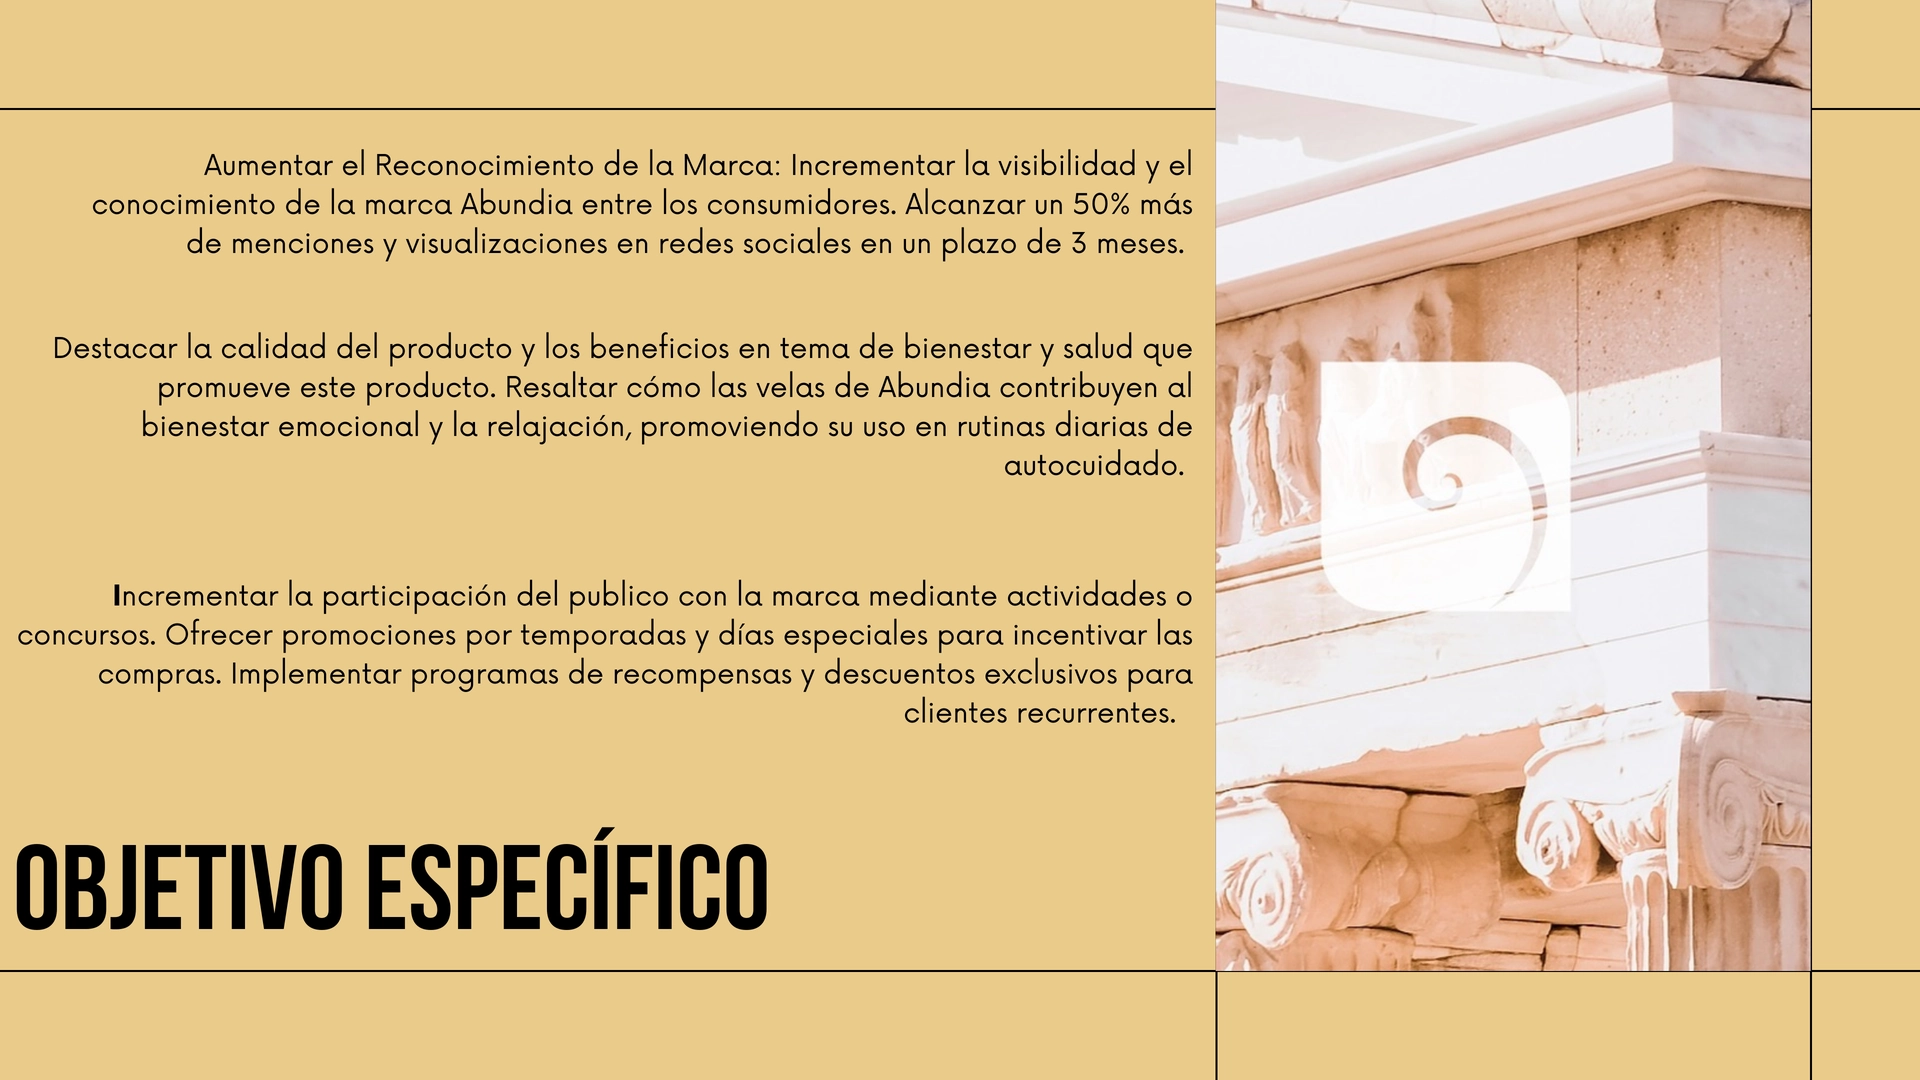 Aumentar el Reconocimiento de la Marca: Incrementar la visibilidad y el
conocimiento de la marca Abundia entre los consumidores. Alcanzar un 50% más
de menciones y visualizaciones en redes sociales en un plazo de 3 meses.
Destacar la calidad del producto y los beneficios en tema de bienestar y salud que
promueve este producto. Resaltar cómo las velas de Abundia contribuyen al
bienestar emocional y la relajación, promoviendo su uso en rutinas diarias de
autocuidado.
Incrementar la participación del publico con la marca mediante actividades o
concursos. Ofrecer promociones por temporadas y días especiales para incentivar las
compras. Implementar programas de recompensas y descuentos exclusivos para
clientes recurrentes.
OBJETIVO ESPECÍFICO